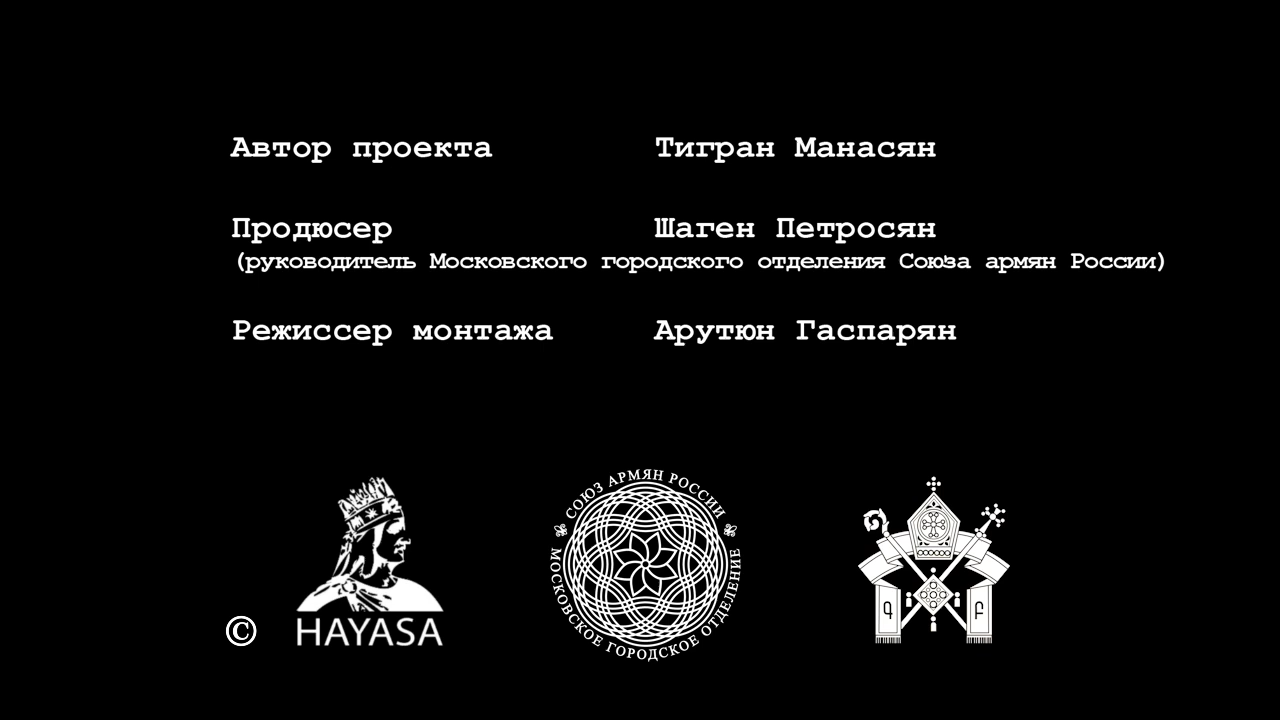 Автор проекта Тигран Манасян
Продюсер Шаген Петросян
(руководитель Московского городского отделения Союза армян России)
Режиссер монтажа Арутюн Гаспарян
© HAYASA
СОЮЗ АРМЯН РОССИИ
МОСКОВСКОЕ ГОРОДСКОЕ ОТДЕЛЕНИЕ
Գ Բ